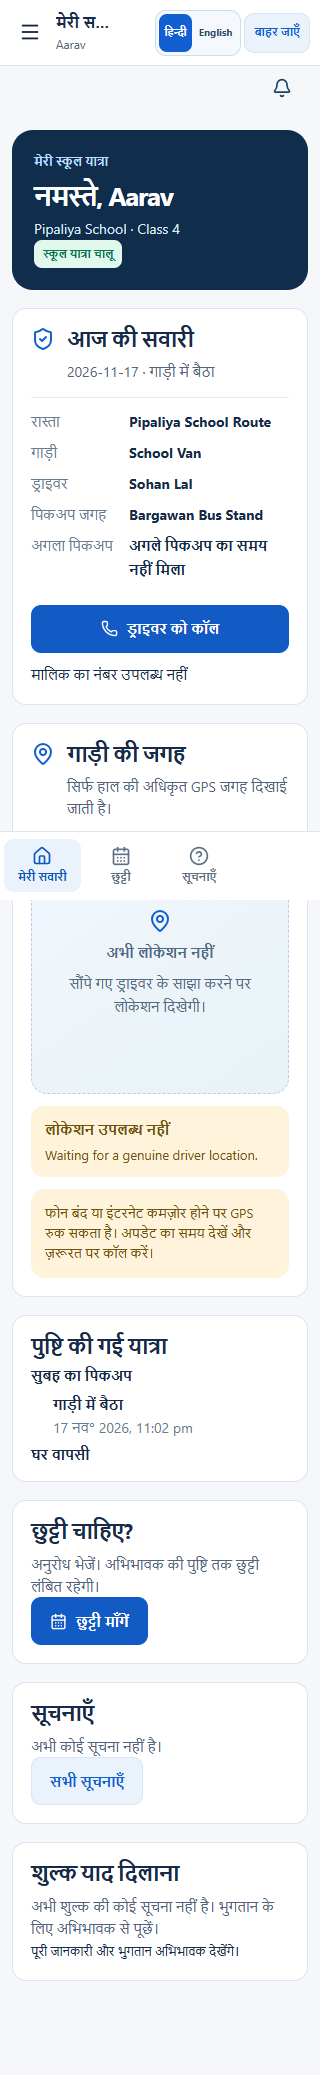 मेरी स...
Aarav
हिन्दी
English
बाहर जाएँ
मेरी स्कूल यात्रा
नमस्ते, Aarav
Pipaliya School · Class 4
स्कूल यात्रा चालू
आज की सवारी
2026-11-17 · गाड़ी में बैठा
रास्ता Pipaliya School Route
गाड़ी School Van
ड्राइवर Sohan Lal
पिकअप जगह Bargawan Bus Stand
अगला पिकअप अगले पिकअप का समय
नहीं मिला
ड्राइवर को कॉल
मालिक का नंबर उपलब्ध नहीं
गाड़ी की जगह
सिर्फ हाल की अधिकृत GPS जगह दिखाई
जाती है।
मेरी सवारी
छुट्टी
सूचनाएँ
अभी लोकेशन नहीं
सौंपे गए ड्राइवर के साझा करने पर
लोकेशन दिखेगी।
लोकेशन उपलब्ध नहीं
Waiting for a genuine driver location.
फोन बंद या इंटरनेट कमज़ोर होने पर GPS
रुक सकता है। अपडेट का समय देखें और
ज़रूरत पर कॉल करें।
पुष्टि की गई यात्रा
सुबह का पिकअप
गाड़ी में बैठा
17 नव॰ 2026, 11:02 pm
घर वापसी
छुट्टी चाहिए?
अनुरोध भेजें। अभिभावक की पुष्टि तक छुट्टी
लंबित रहेगी।
छुट्टी माँगें
सूचनाएँ
अभी कोई सूचना नहीं है।
सभी सूचनाएँ
शुल्क याद दिलाना
अभी शुल्क की कोई सूचना नहीं है। भुगतान के
लिए अभिभावक से पूछें।
पूरी जानकारी और भुगतान अभिभावक देखेंगे।